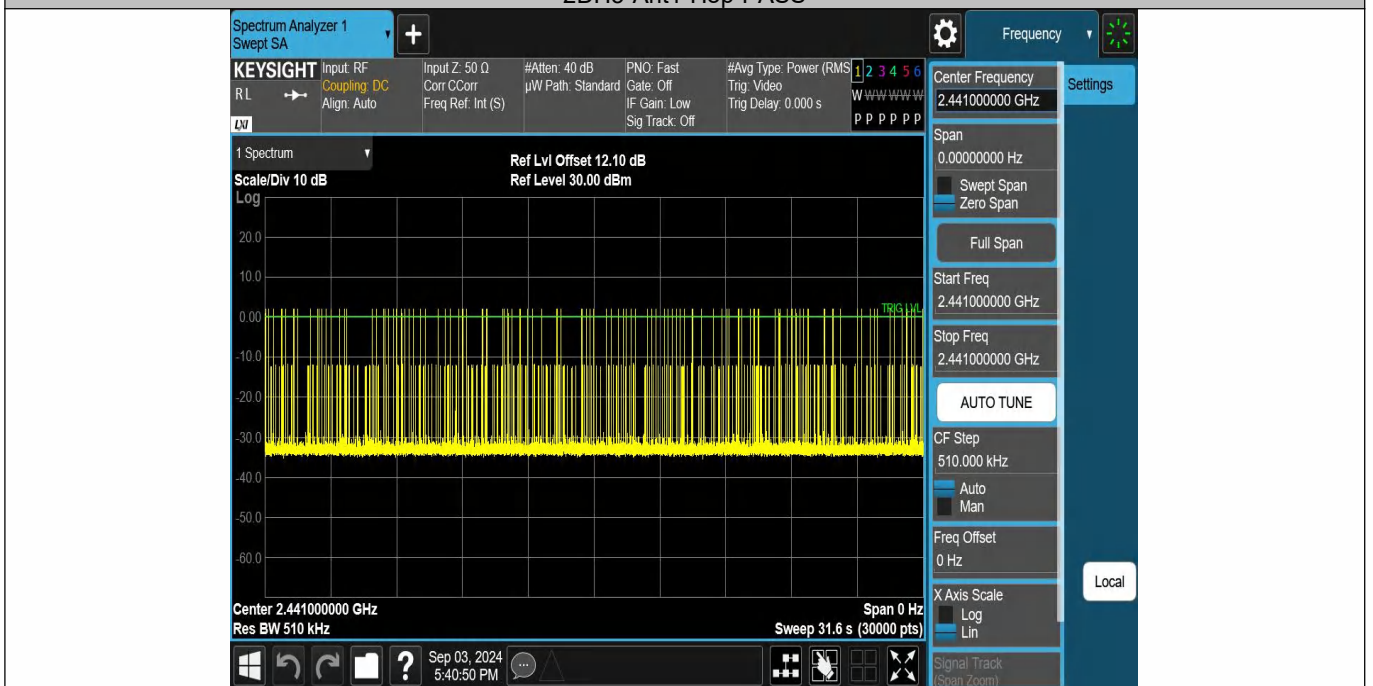 2DH5 Ant1 Hop PASS
Spectrum Analyzer 1
Swept SA
Frequency
KEYSIGHT
RL
LXI
Input: RF
Coupling: DC
Align: Auto
Input Z: 50 Ω
Corr CCorr
Freq Ref: Int (S)
#Atten: 40 dB
µW Path: Standard
PNO: Fast
Gate: Off
IF Gain: Low
Sig Track: Off
#Avg Type: Power (RMS
Trig: Video
Trig Delay: 0.000 s
1 2 3 4 5 6
W W W W W W
P P P P P P
Center Frequency
2.441000000 GHz
Settings
Span
0.00000000 Hz
Swept Span
Zero Span
Full Span
Start Freq
2.441000000 GHz
Stop Freq
2.441000000 GHz
AUTO TUNE
CF Step
510.000 kHz
Auto
Man
Freq Offset
0 Hz
X Axis Scale
Log
Lin
Signal Track
(Span Zoom)
Local
1 Spectrum
Scale/Div 10 dB
Ref Lvl Offset 12.10 dB
Ref Level 30.00 dBm
Log
20.0
10.0
0.00
-10.0
-20.0
-30.0
-40.0
-50.0
-60.0
TRIG LVL
Center 2.441000000 GHz
Span 0 Hz
Res BW 510 kHz
Sweep 31.6 s (30000 pts)
?
Sep 03, 2024
5:40:50 PM